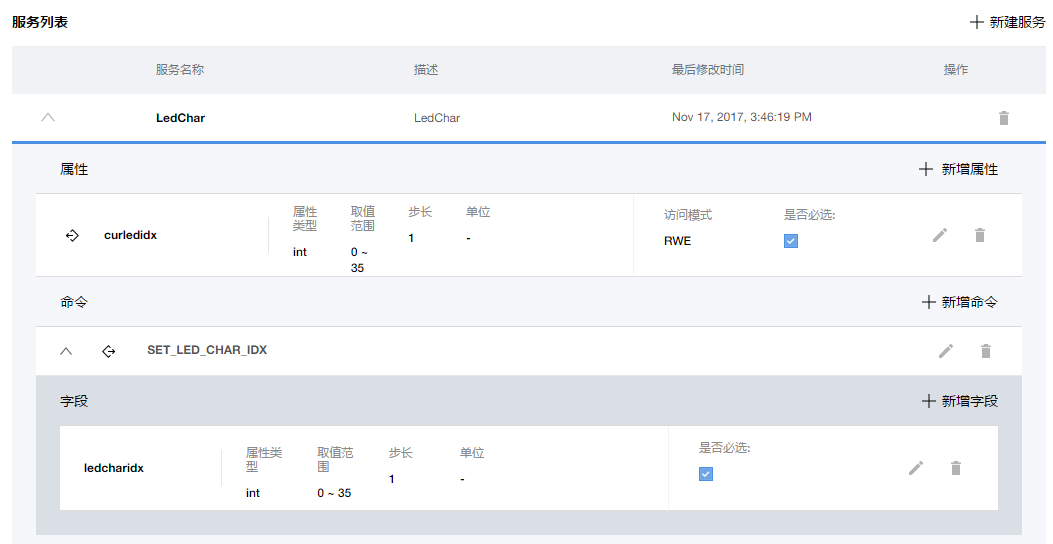 服务列表
新建服务
服务名称 描述 最后修改时间 操作
LedChar LedChar Nov 17, 2017, 3:46:19 PM
属性 新增属性
curledidx
属性
类型
int
取值
范围
0 ~
35
步长
1
单位
-
访问模式
RWE
是否必选:
命令 新增命令
SET_LED_CHAR_IDX
字段 新增字段
ledcharidx
属性类
型
int
取值范
围
0 ~ 35
步长
1
单位
-
是否必选: